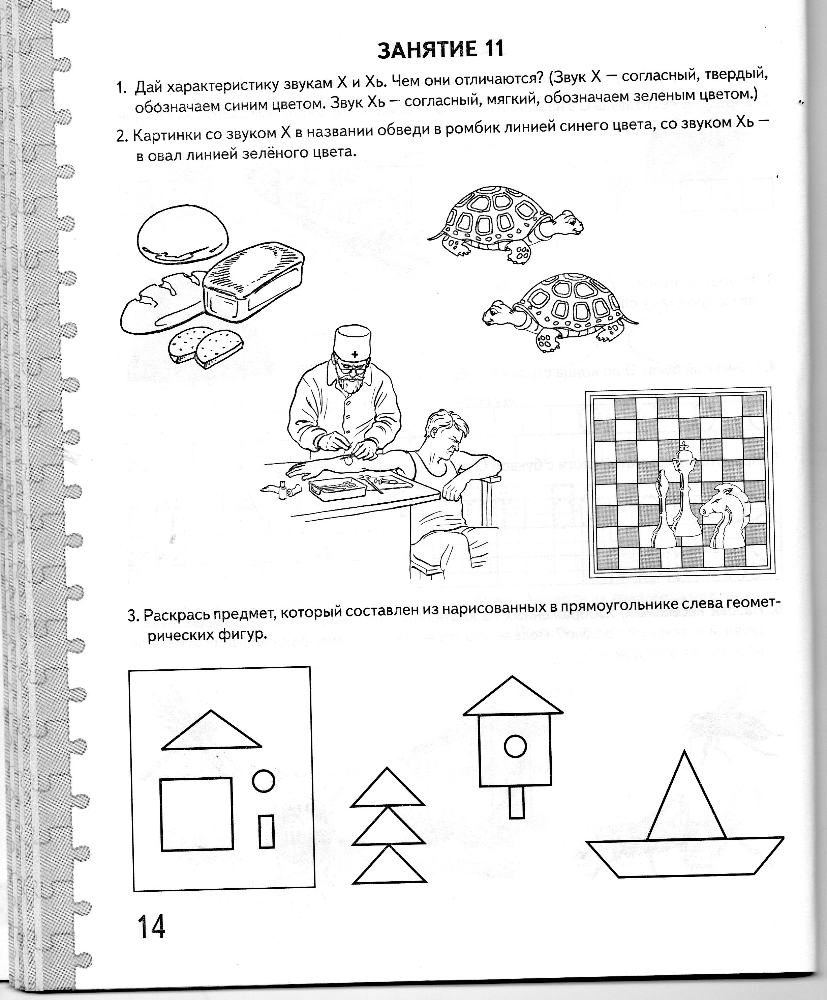 ЗАНЯТИЕ 11
1. Дай характеристику звукам Х и Хь. Чем они отличаются? (Звук Х — согласный, твердый,
обозначаем синим цветом. Звук Хь — согласный, мягкий, обозначаем зеленым цветом.)
2. Картинки со звуком Х в названии обведи в ромбик линией синего цвета, со звуком Хь —
в овал линией зелёного цвета.
3. Раскрась предмет, который составлен из нарисованных в прямоугольнике слева геомет-
рических фигур.
14